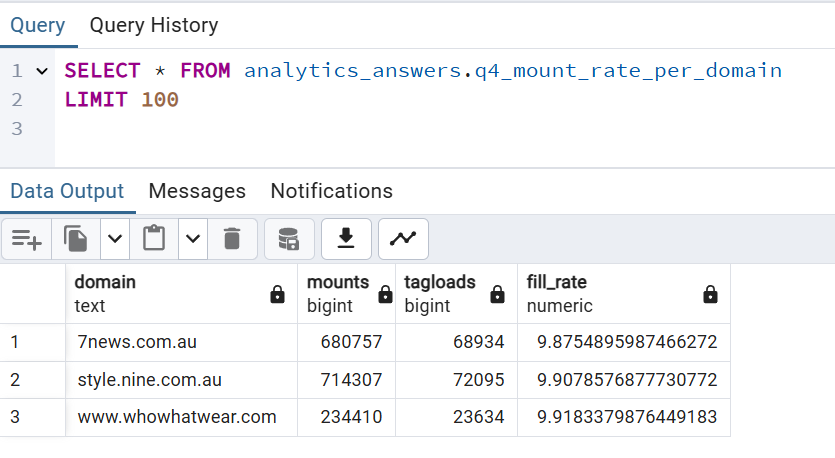 Query Query History
1 SELECT * FROM analytics_answers.q4_mount_rate_per_domain
2 LIMIT 100
3
Data Output Messages Notifications
domain mounts tagloads fill_rate
text bigint bigint numeric
1 7news.com.au 680757 68934 9.8754895987466272
2 style.nine.com.au 714307 72095 9.9078576877730772
3 www.whowhatwear.com 234410 23634 9.9183379876449183